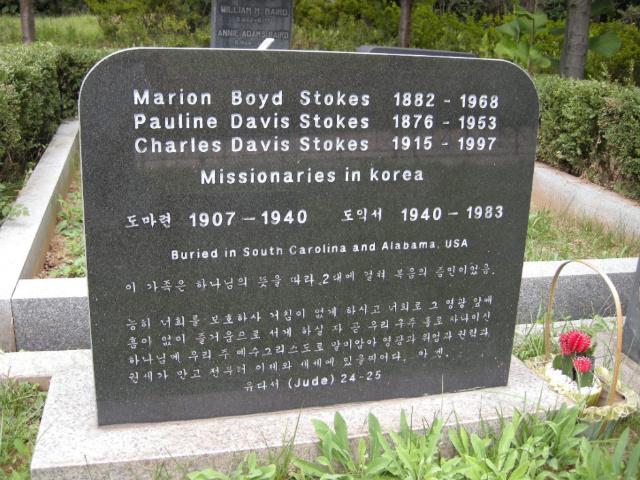 WILLIAM M. BAIRD
ANNIE ADAMS BAIRD
Marion Boyd Stokes 1882 - 1968
Pauline Davis Stokes 1876 - 1953
Charles Davis Stokes 1915 - 1997
Missionaries in korea
도마련 1907 - 1940 도익서 1940 - 1983
Buried in South Carolina and Alabama, USA
이 가족은 하나님의 뜻을 따라 2대에 걸쳐 복음의 증인이었음.
능히 너희를 보호하사 거침이 없게 하시고 너희로 그 영광 앞에
흠이 없이 즐거움으로 서게 하실 자 곧 우리 구주 홀로 하나이신
하나님께 우리 주 예수그리스도로 말미암아 영광과 위엄과 권력과
권세가 만고 전부터 이제와 세세에 있을찌어다. 아멘.
유다서 (Jude) 24-25